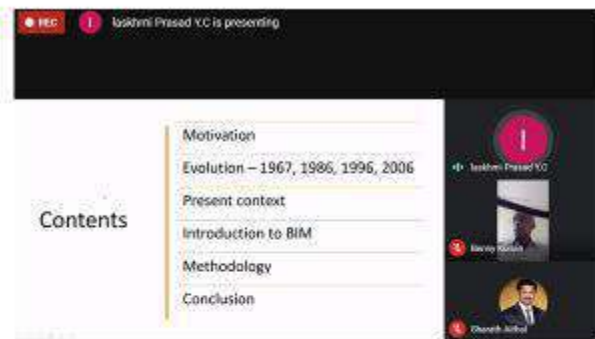 REC I laskhmi Prasad Y.C is presenting
Motivation
Evolution – 1967, 1986, 1996, 2006
Present context
Contents
Introduction to BIM
Methodology
Conclusion
I
laskhmi Prasad Y.C
Bharath